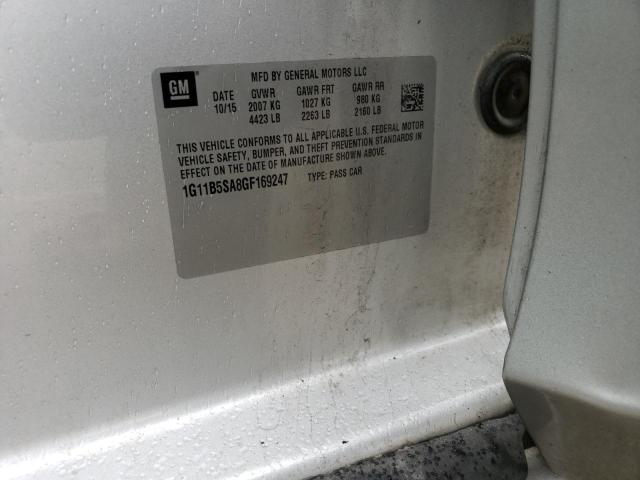 MFD BY GENERAL MOTORS LLC
GM
DATE GVWR GAWR FRT GAWR RR
10/15 2007 KG 1027 KG 980 KG
4423 LB 2263 LB 2160 LB
THIS VEHICLE CONFORMS TO ALL APPLICABLE U.S. FEDERAL MOTOR
VEHICLE SAFETY, BUMPER, AND THEFT PREVENTION STANDARDS IN
EFFECT ON THE DATE OF MANUFACTURE SHOWN ABOVE.
1G11B5SA8GF169247 TYPE: PASS CAR